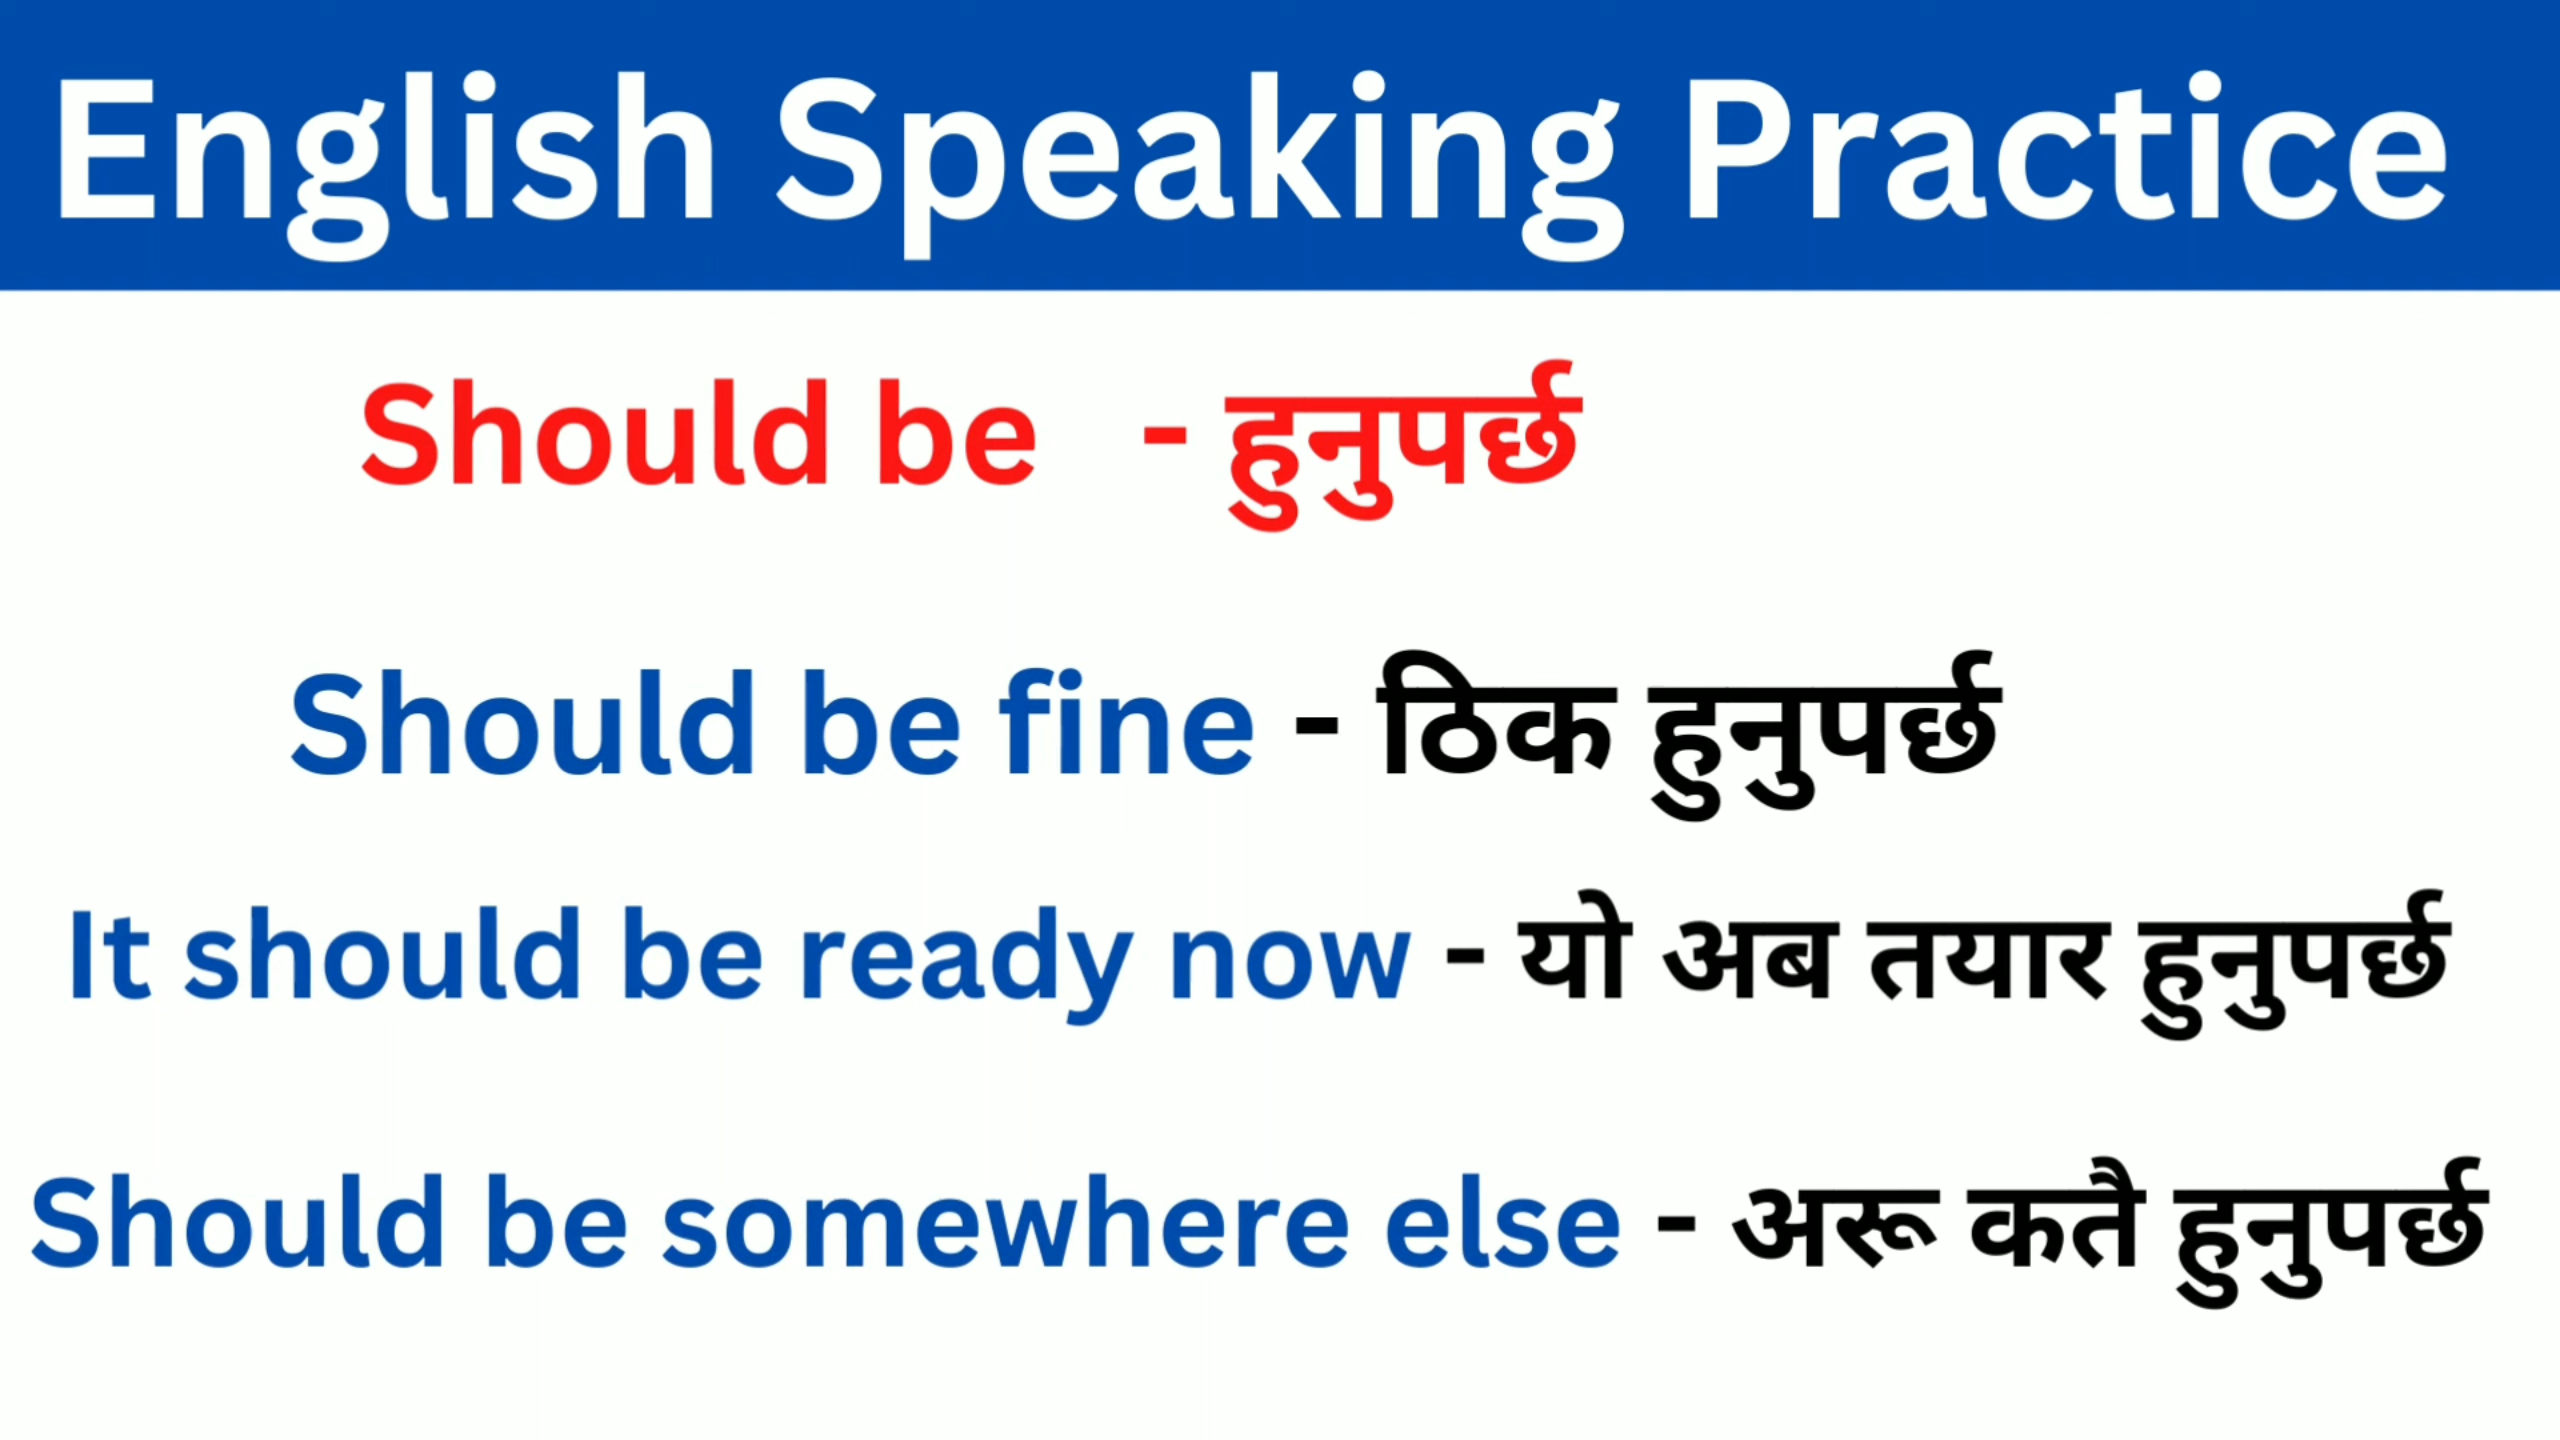 English Speaking Practice
Should be - हुनुपर्छ
Should be fine - ठिक हुनुपर्छ
It should be ready now - यो अब तयार हुनुपर्छ
Should be somewhere else - अरू कतै हुनुपर्छ